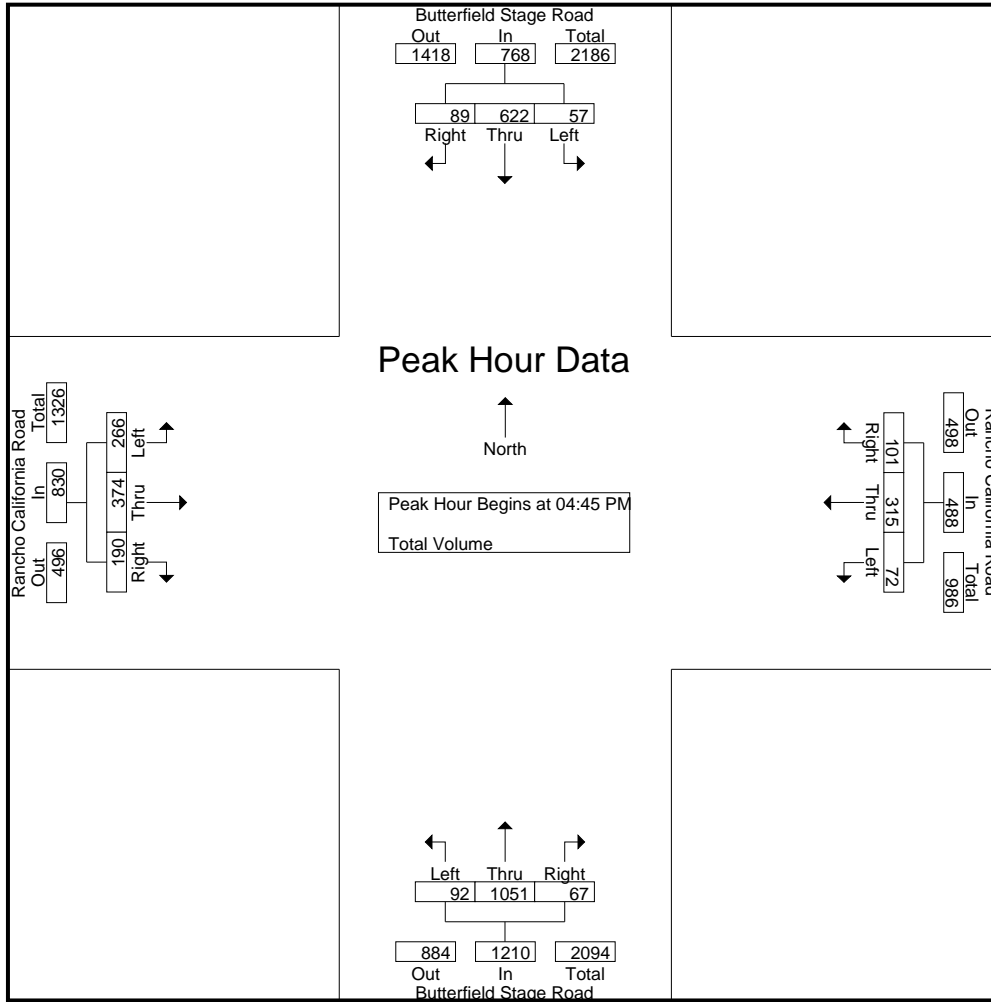 Butterfield Stage Road
Out In Total
1418 768 2186
89 622 57
Right Thru Left
Peak Hour Data
North
Peak Hour Begins at 04:45 PM
Total Volume
Rancho California Road
Total In Out
1326 830 496
266 374 190
Left Thru Right
Rancho California Road
Out In Total
498 488 986
101 315 72
Right Thru Left
Left Thru Right
92 1051 67
884 1210 2094
Out In Total
Butterfield Stage Road